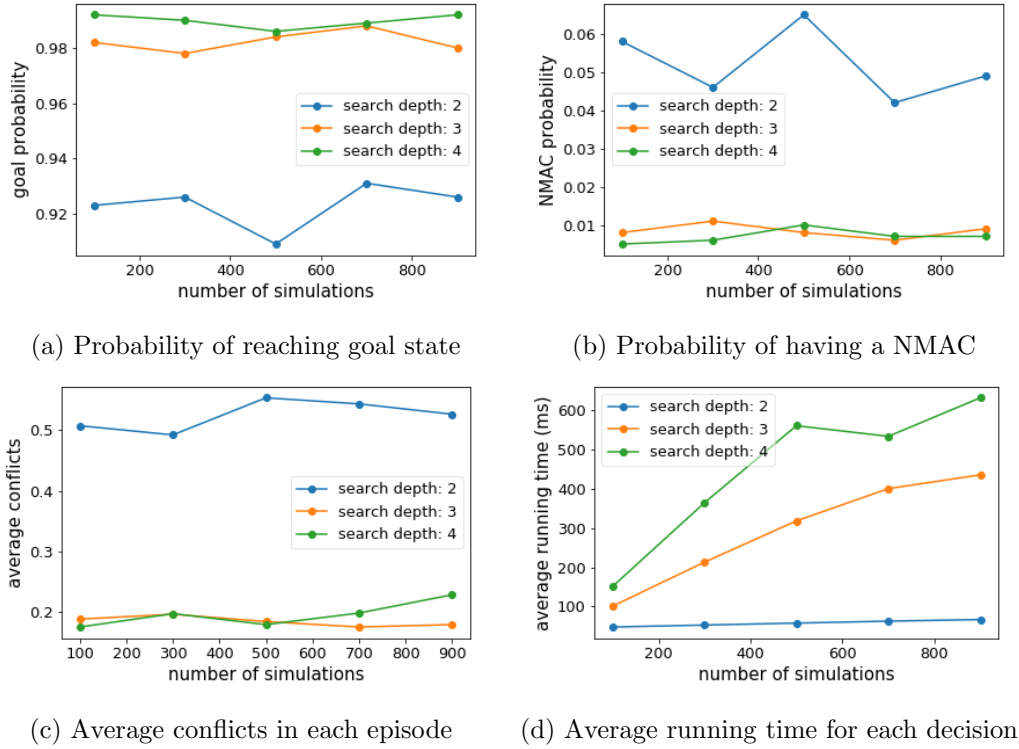 0.98
0.96
0.94
0.92
goal probability
search depth: 2
search depth: 3
search depth: 4
200 400 600 800
number of simulations
(a) Probability of reaching goal state
0.06
0.05
0.04
0.03
0.02
0.01
NMAC probability
search depth: 2
search depth: 3
search depth: 4
200 400 600 800
number of simulations
(b) Probability of having a NMAC
0.5
0.4
0.3
0.2
average conflicts
search depth: 2
search depth: 3
search depth: 4
100 200 300 400 500 600 700 800 900
number of simulations
(c) Average conflicts in each episode
600
500
400
300
200
100
average running time (ms)
search depth: 2
search depth: 3
search depth: 4
200 400 600 800
number of simulations
(d) Average running time for each decision